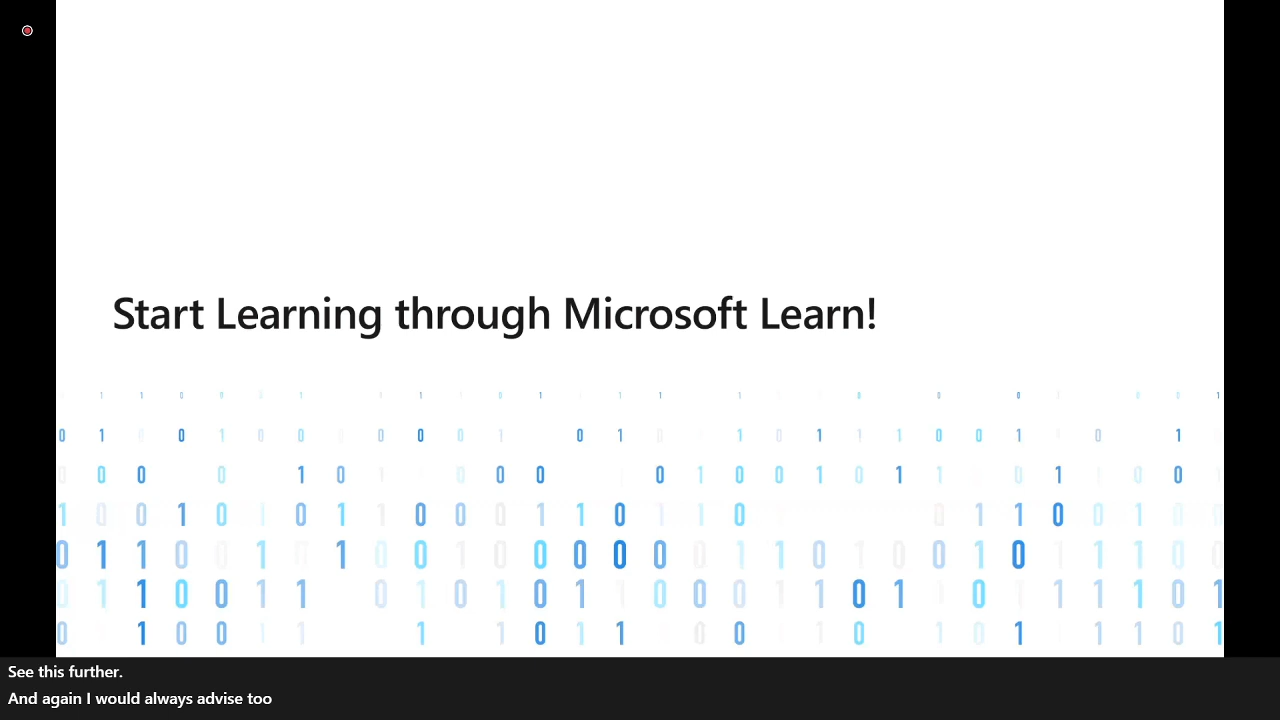 Start Learning through Microsoft Learn!
See this further.
And again I would always advise too